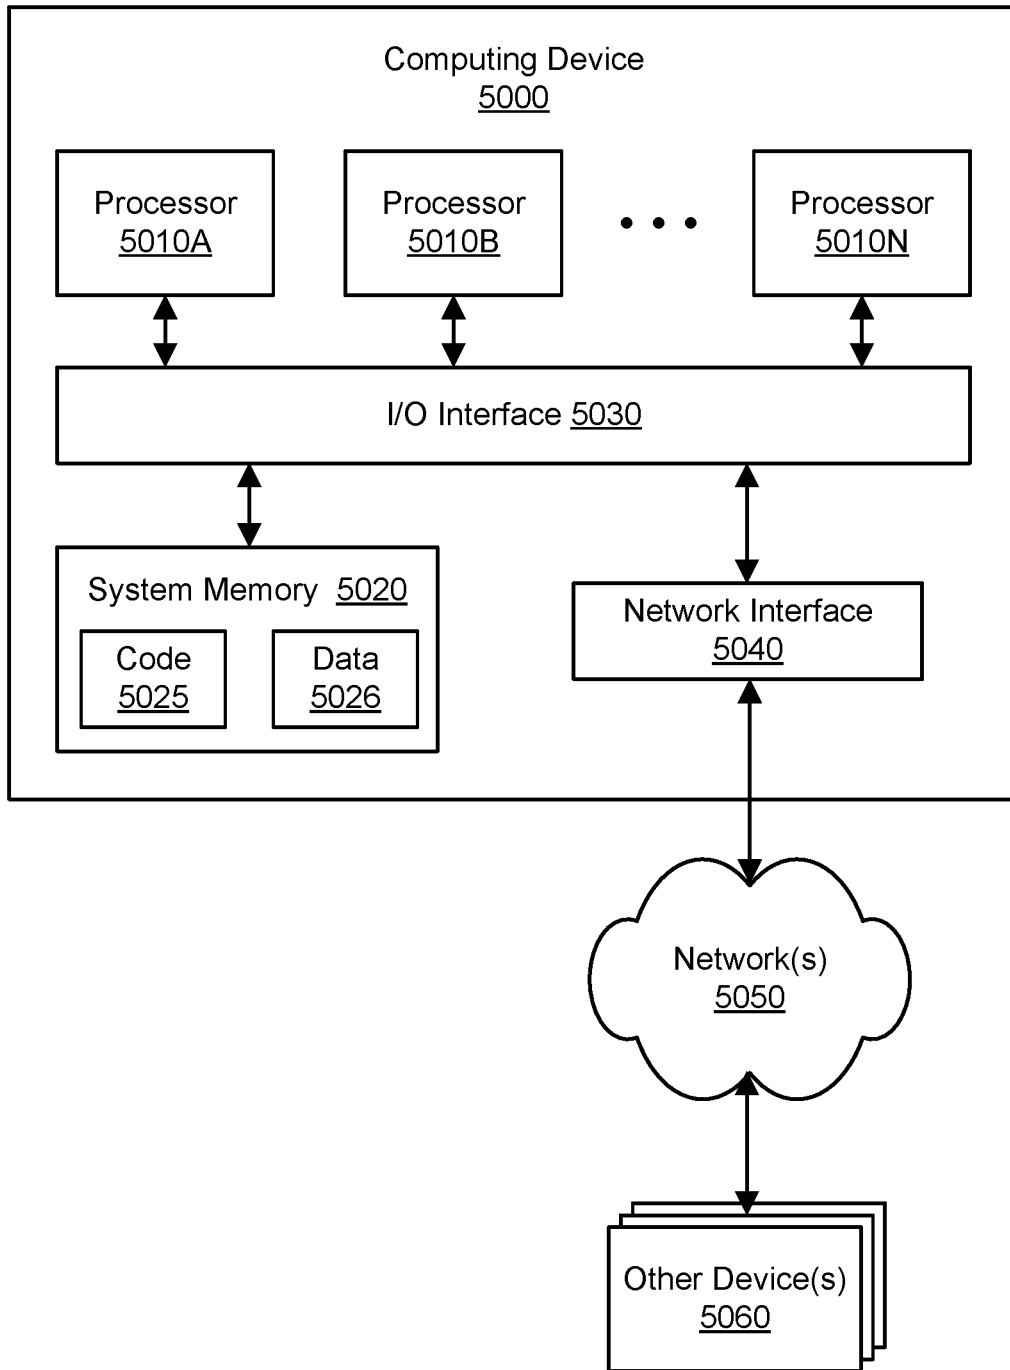 Computing Device
5000
Processor
5010A
Processor
5010B
Processor
5010N
I/O Interface 5030
System Memory 5020
Code
5025
Data
5026
Network Interface
5040
Network(s)
5050
Other Device(s)
5060